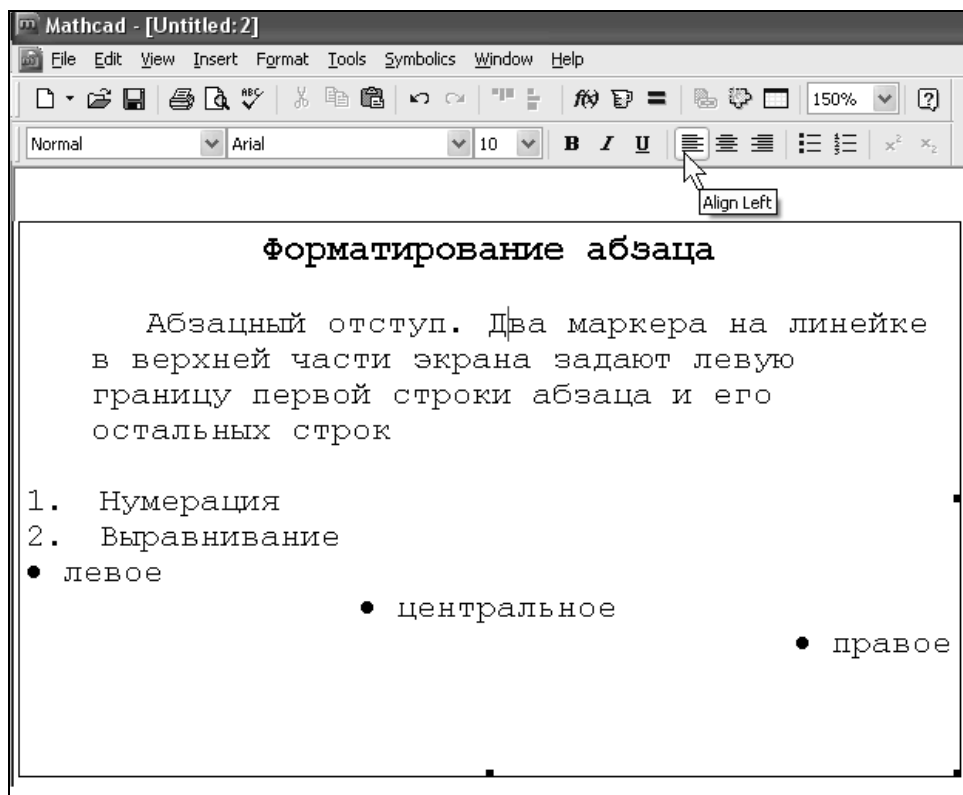 Mathcad - [Untitled:2]
File Edit View Insert Format Tools Symbolics Window Help
150%
Normal Arial 10 B I U
Align Left
Форматирование абзаца
Абзацный отступ. Два маркера на линейке
в верхней части экрана задают левую
границу первой строки абзаца и его
остальных строк
1. Нумерация
2. Выравнивание
• левое
• центральное
• правое